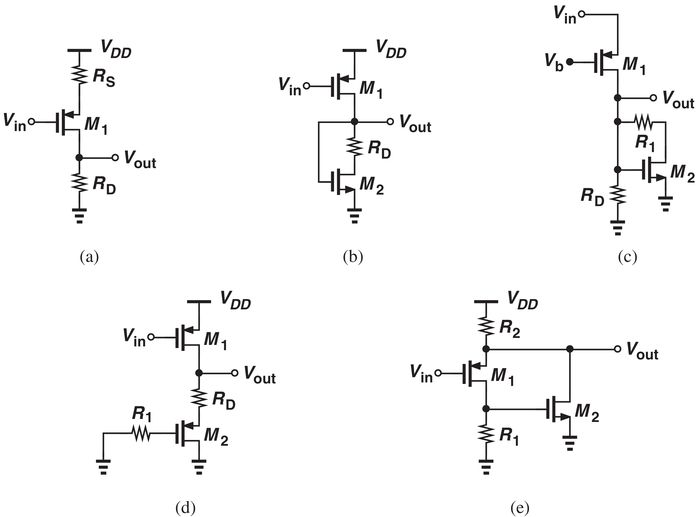 V_DD
R_S
V_in
M_1
V_out
R_D
(a)
V_DD
V_in
M_1
V_out
R_D
M_2
(b)
V_in
V_b
M_1
V_out
R_1
M_2
R_D
(c)
V_DD
V_in
M_1
V_out
R_D
R_1
M_2
(d)
V_DD
R_2
V_out
V_in
M_1
M_2
R_1
(e)